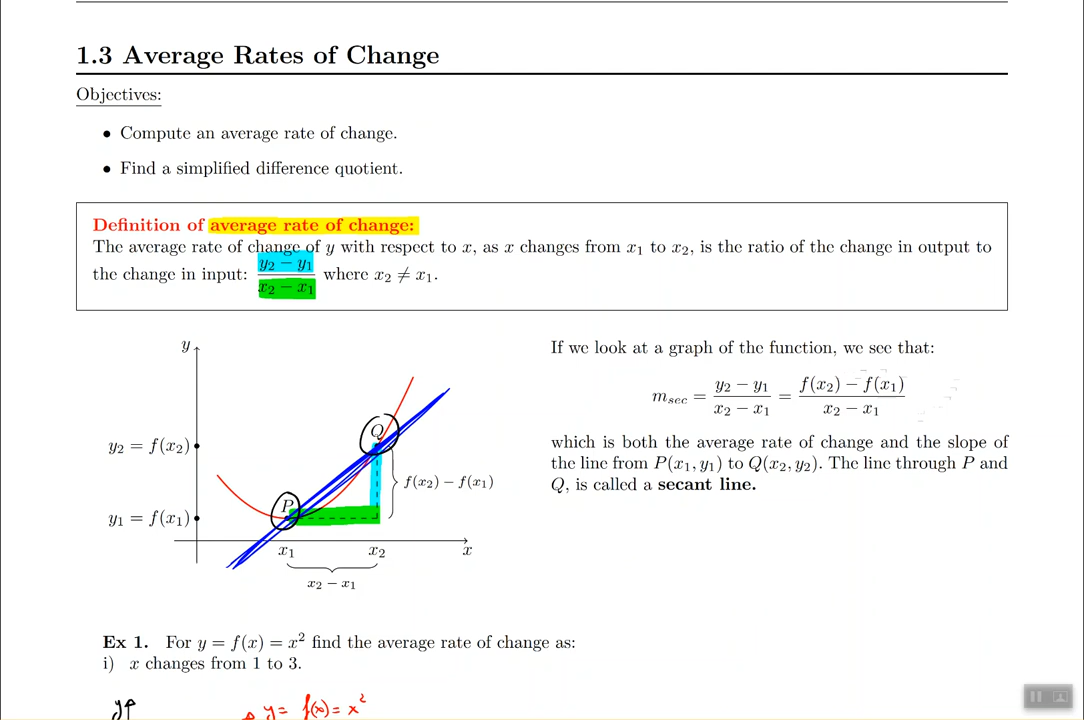 1.3 Average Rates of Change
Objectives:
• Compute an average rate of change.
• Find a simplified difference quotient.
Definition of average rate of change:
The average rate of change of y with respect to x, as x changes from x₁ to x₂, is the ratio of the change in output to
the change in input: (y₂ − y₁)/(x₂ − x₁) where x₂ ≠ x₁.
y
y₂ = f(x₂)
Q
f(x₂) − f(x₁)
P
y₁ = f(x₁)
x₁ x₂ x
x₂ − x₁
If we look at a graph of the function, we see that:
m_sec = (y₂ − y₁)/(x₂ − x₁) = (f(x₂) − f(x₁))/(x₂ − x₁)
which is both the average rate of change and the slope of
the line from P(x₁, y₁) to Q(x₂, y₂). The line through P and
Q, is called a secant line.
Ex 1. For y = f(x) = x² find the average rate of change as:
i) x changes from 1 to 3.
y
y = f(x) = x²